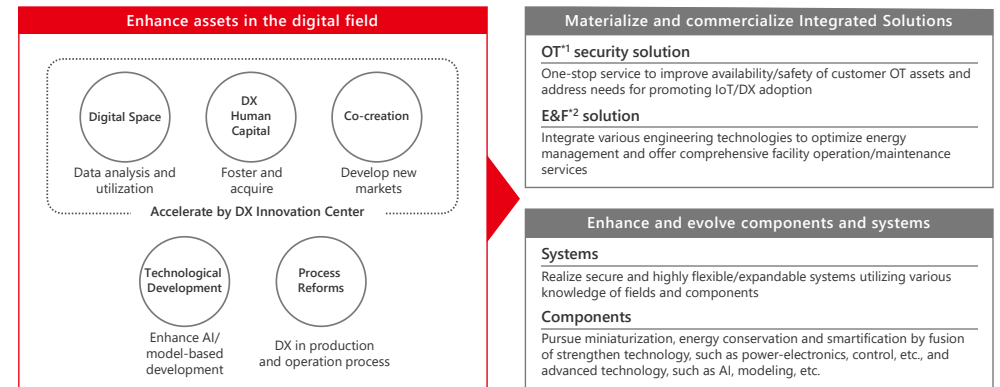 Enhance assets in the digital field
Digital Space
DX
Human
Capital
Co-creation
Data analysis and
utilization
Foster and
acquire
Develop new
markets
Accelerate by DX Innovation Center
Technological
Development
Process
Reforms
Enhance AI/
model-based
development
DX in production
and operation process
Materialize and commercialize Integrated Solutions
OT*1 security solution
One-stop service to improve availability/safety of customer OT assets and
address needs for promoting IoT/DX adoption
E&F*2 solution
Integrate various engineering technologies to optimize energy
management and offer comprehensive facility operation/maintenance
services
Enhance and evolve components and systems
Systems
Realize secure and highly flexible/expandable systems utilizing various
knowledge of fields and components
Components
Pursue miniaturization, energy conservation and smartification by fusion
of strengthen technology, such as power-electronics, control, etc., and
advanced technology, such as AI, modeling, etc.